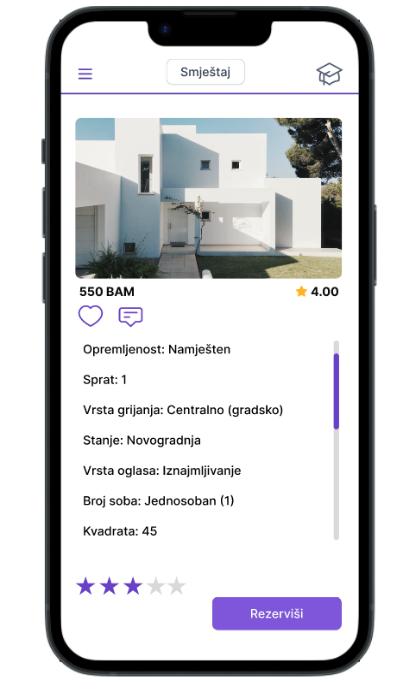 Smještaj
550 BAM
4.00
Opremljenost: Namješten
Sprat: 1
Vrsta grijanja: Centralno (gradsko)
Stanje: Novogradnja
Vrsta oglasa: Iznajmljivanje
Broj soba: Jednosoban (1)
Kvadrata: 45
Rezerviši